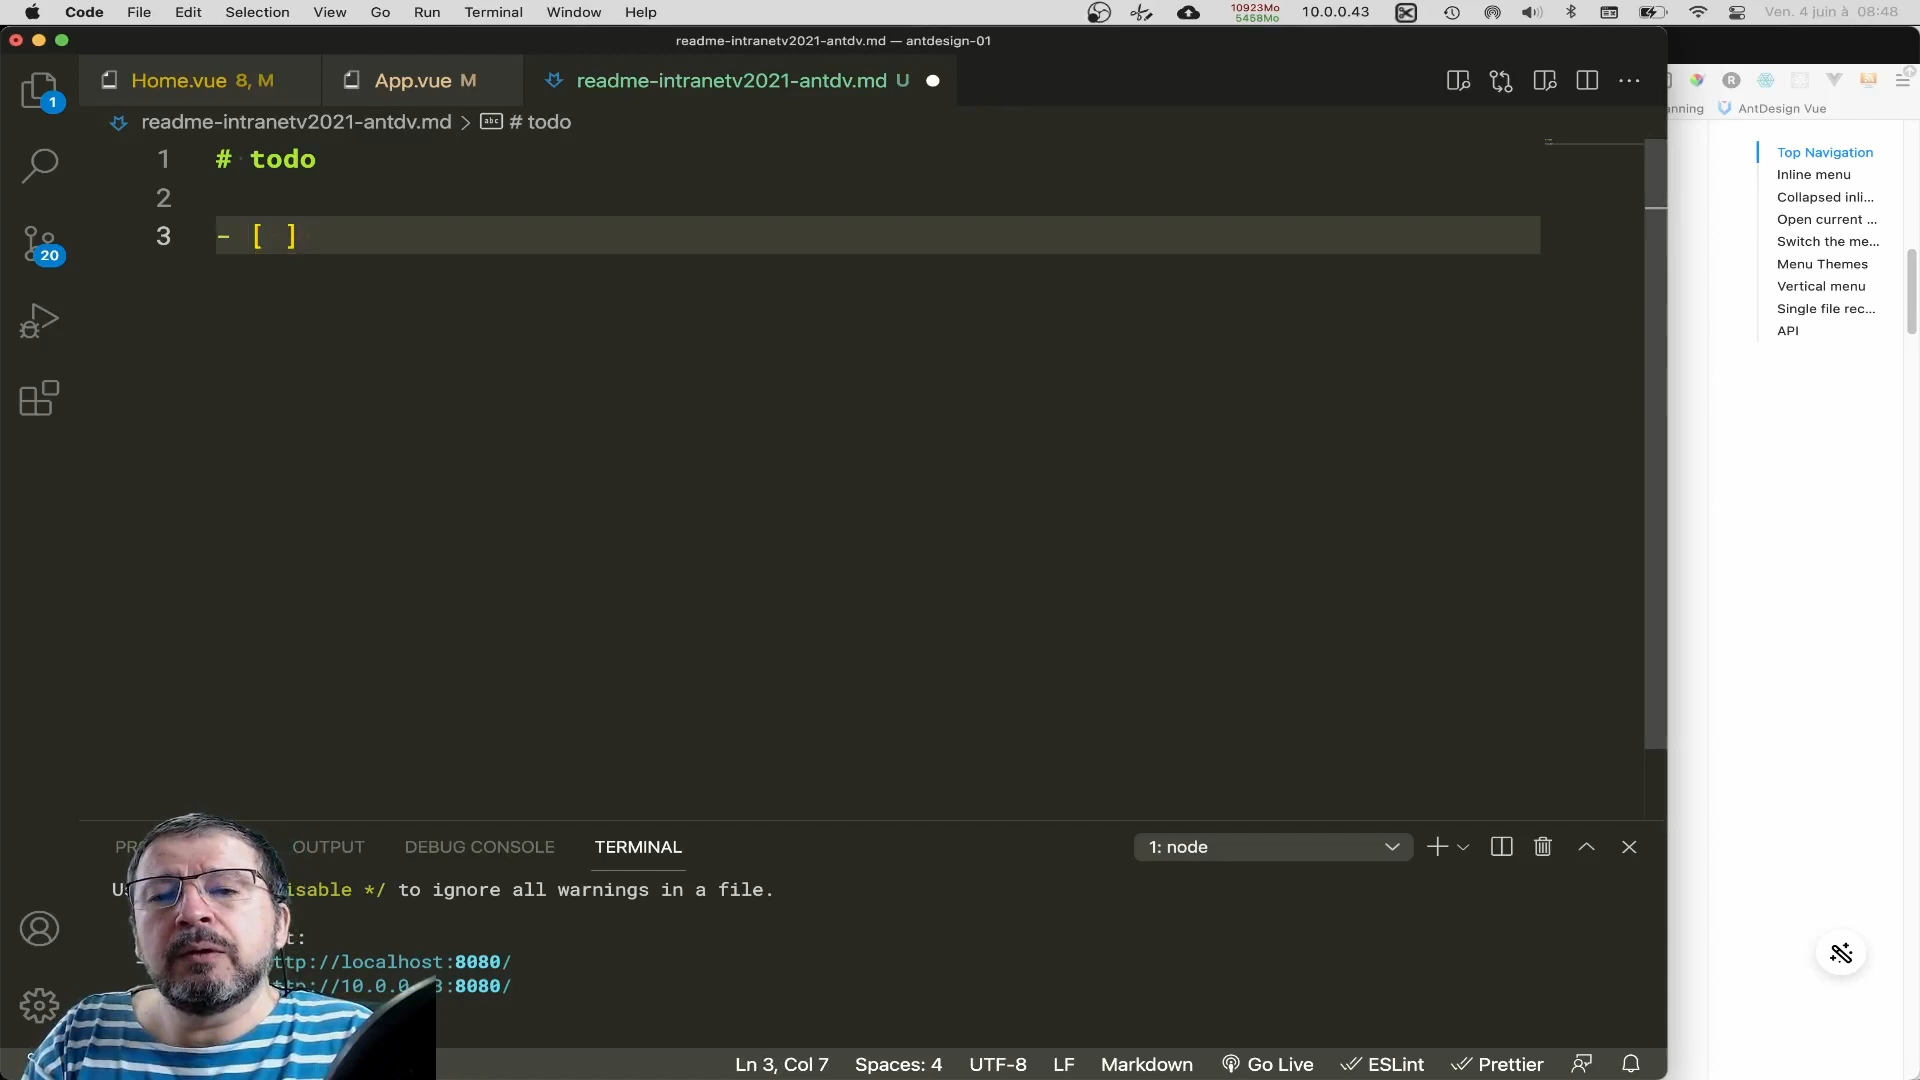 Code File Edit Selection View Go Run Terminal Window Help 10923Mo 5458Mo 10.0.0.43 Ven. 4 juin à 08:48
readme-intranetv2021-antdv.md — antdesign-01
1 Home.vue 8, M App.vue M readme-intranetv2021-antdv.md U
readme-intranetv2021-antdv.md > abc # todo
1 # todo
2
3 - [ ]
20
anning AntDesign Vue
Top Navigation
Inline menu
Collapsed inli...
Open current ...
Switch the me...
Menu Themes
Vertical menu
Single file rec...
API
OUTPUT DEBUG CONSOLE TERMINAL 1: node
isable */ to ignore all warnings in a file.
t:
ttp://localhost:8080/
:8080/
Ln 3, Col 7 Spaces: 4 UTF-8 LF Markdown Go Live ESLint Prettier